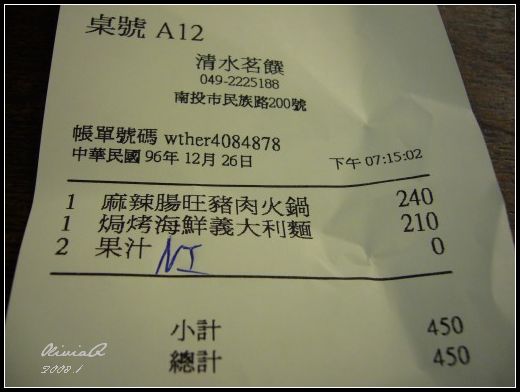 桌號 A12
清水茗饌
049-2225188
南投市民族路200號
帳單號碼 wther4084878
中華民國 96年 12月 26日 下午 07:15:02
1 麻辣腸旺豬肉火鍋 240
1 焗烤海鮮義大利麵 210
2 果汁 0
小計 450
總計 450
OliviaR
2008.1